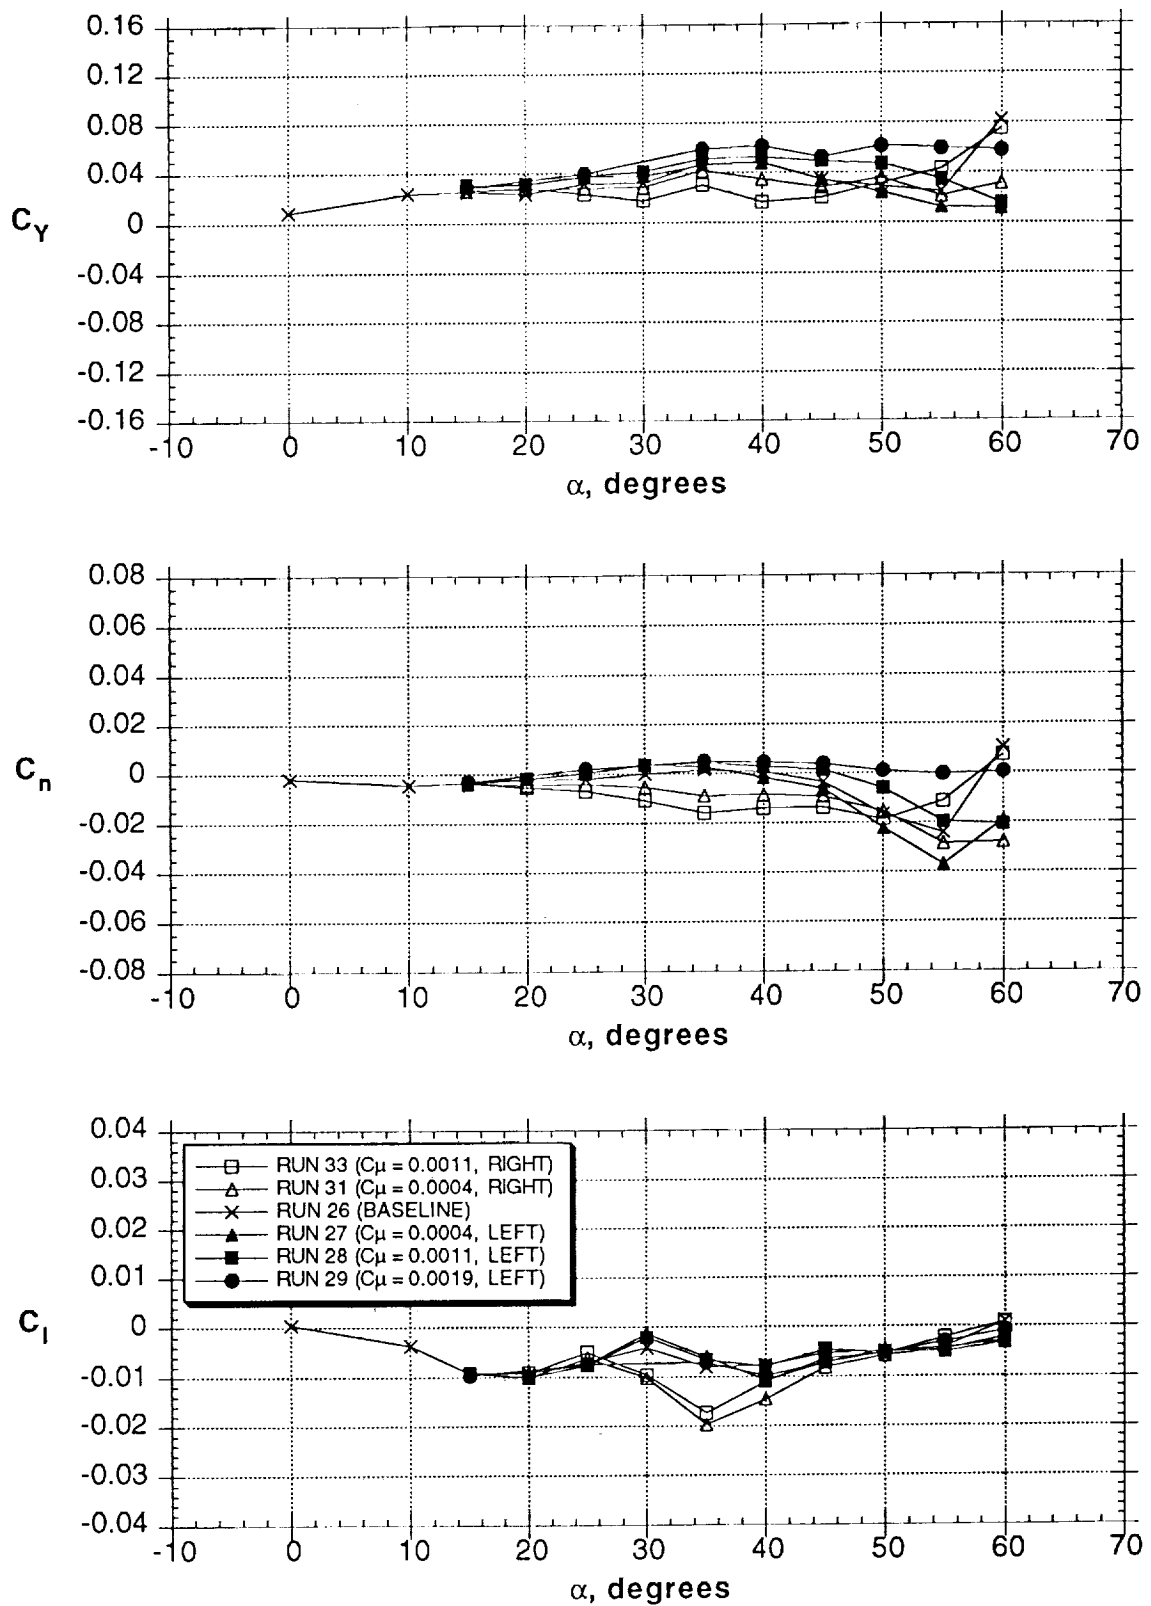 0.16
0.12
0.08
0.04
C_Y
0
-0.04
-0.08
-0.12
-0.16
-10 0 10 20 30 40 50 60 70
α, degrees
0.08
0.06
0.04
0.02
C_n
0
-0.02
-0.04
-0.06
-0.08
-10 0 10 20 30 40 50 60 70
α, degrees
0.04
0.03
0.02
0.01
RUN 33 (Cμ = 0.0011, RIGHT)
RUN 31 (Cμ = 0.0004, RIGHT)
RUN 26 (BASELINE)
RUN 27 (Cμ = 0.0004, LEFT)
RUN 28 (Cμ = 0.0011, LEFT)
RUN 29 (Cμ = 0.0019, LEFT)
C_l
0
-0.01
-0.02
-0.03
-0.04
-10 0 10 20 30 40 50 60 70
α, degrees